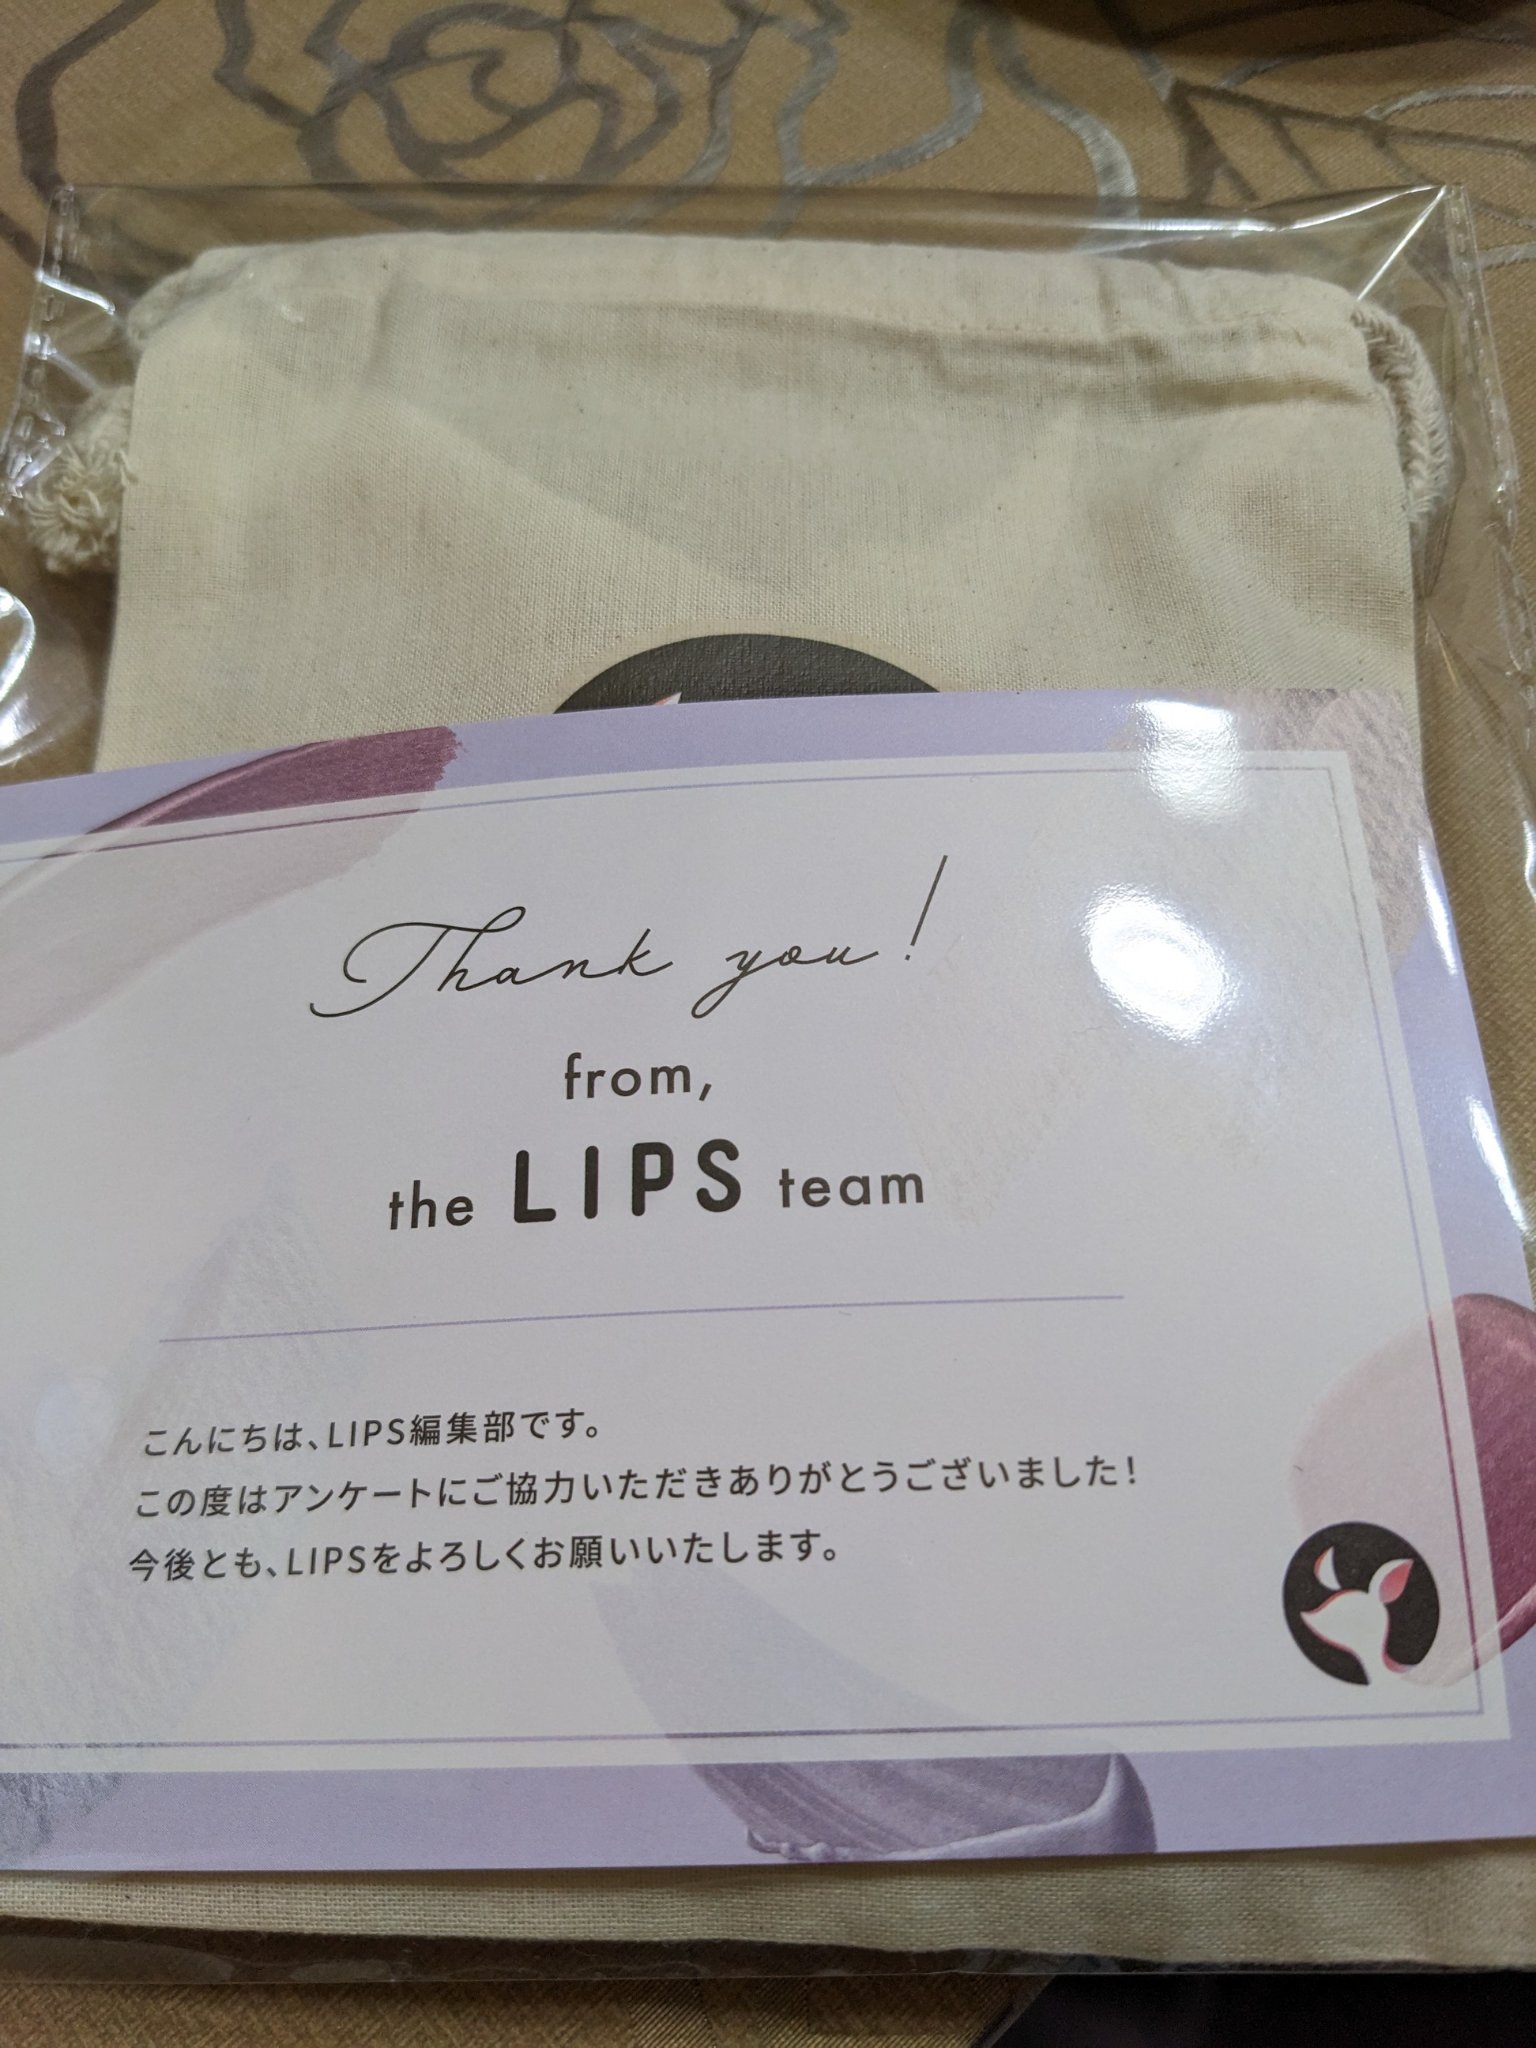 Thank you!
from,
the LIPS team
こんにちは、LIPS編集部です。
この度はアンケートにご協力いただきありがとうございました!
今後とも、LIPSをよろしくお願いいたします。